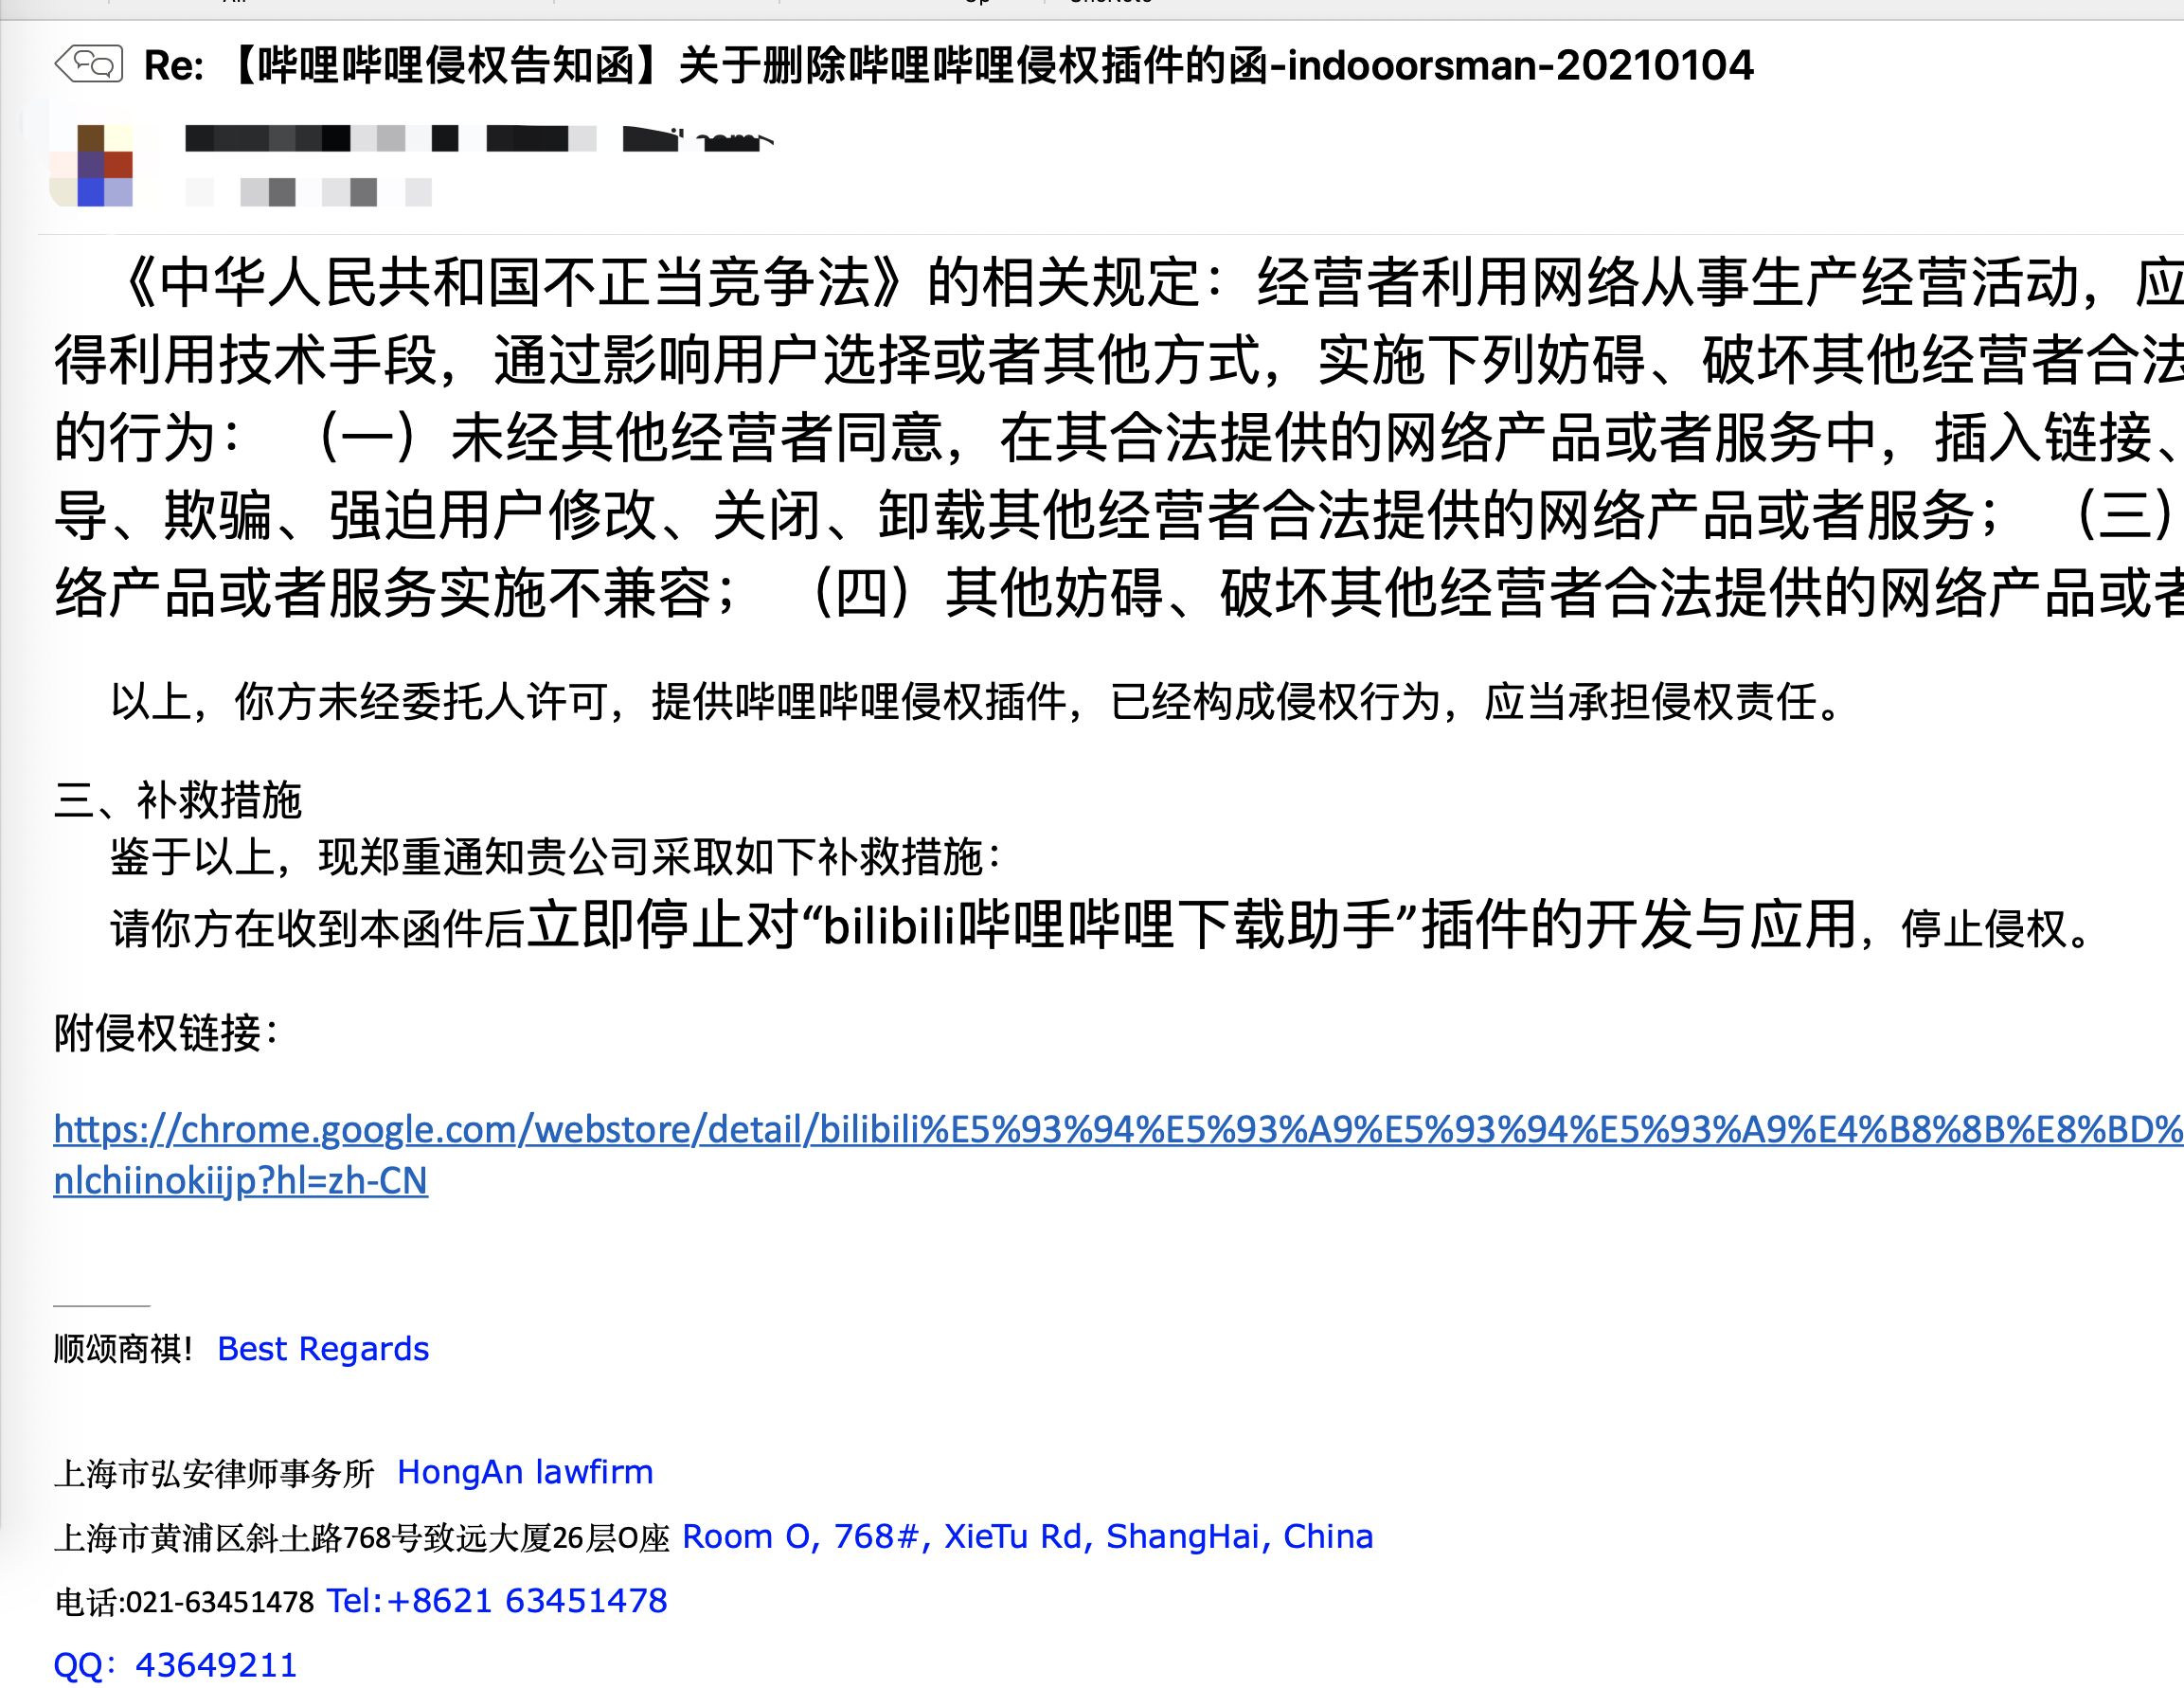 Re: 【哔哩哔哩侵权告知函】关于删除哔哩哔哩侵权插件的函-indooorsman-20210104
《中华人民共和国不正当竞争法》的相关规定：经营者利用网络从事生产经营活动，应
得利用技术手段，通过影响用户选择或者其他方式，实施下列妨碍、破坏其他经营者合法
的行为：（一）未经其他经营者同意，在其合法提供的网络产品或者服务中，插入链接、
导、欺骗、强迫用户修改、关闭、卸载其他经营者合法提供的网络产品或者服务；（三）
络产品或者服务实施不兼容；（四）其他妨碍、破坏其他经营者合法提供的网络产品或者
以上，你方未经委托人许可，提供哔哩哔哩侵权插件，已经构成侵权行为，应当承担侵权责任。
三、补救措施
鉴于以上，现郑重通知贵公司采取如下补救措施：
请你方在收到本函件后立即停止对“bilibili哔哩哔哩下载助手”插件的开发与应用，停止侵权。
附侵权链接：
https://chrome.google.com/webstore/detail/bilibili%E5%93%94%E5%93%A9%E5%93%94%E5%93%A9%E4%B8%8B%E8%BD%
nlchiinokiijp?hl=zh-CN
顺颂商祺！ Best Regards
上海市弘安律师事务所 HongAn lawfirm
上海市黄浦区斜土路768号致远大厦26层O座 Room O, 768#, XieTu Rd, ShangHai, China
电话:021-63451478 Tel:+8621 63451478
QQ：43649211